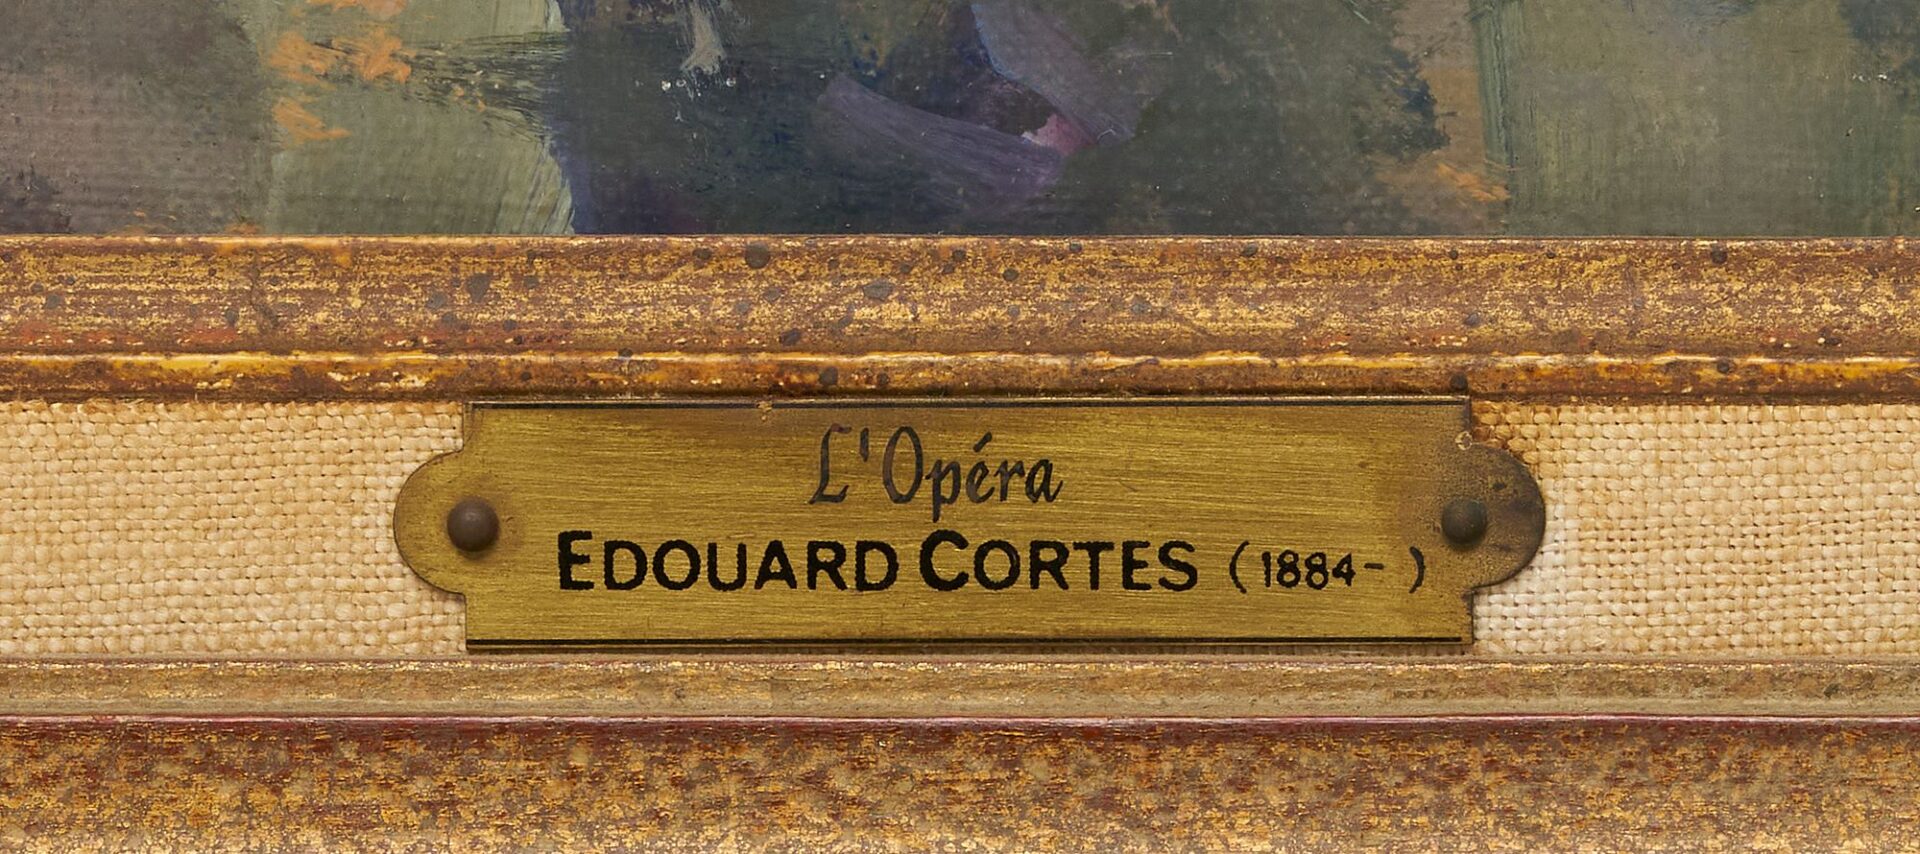 L'Opéra
EDOUARD CORTES (1884- )